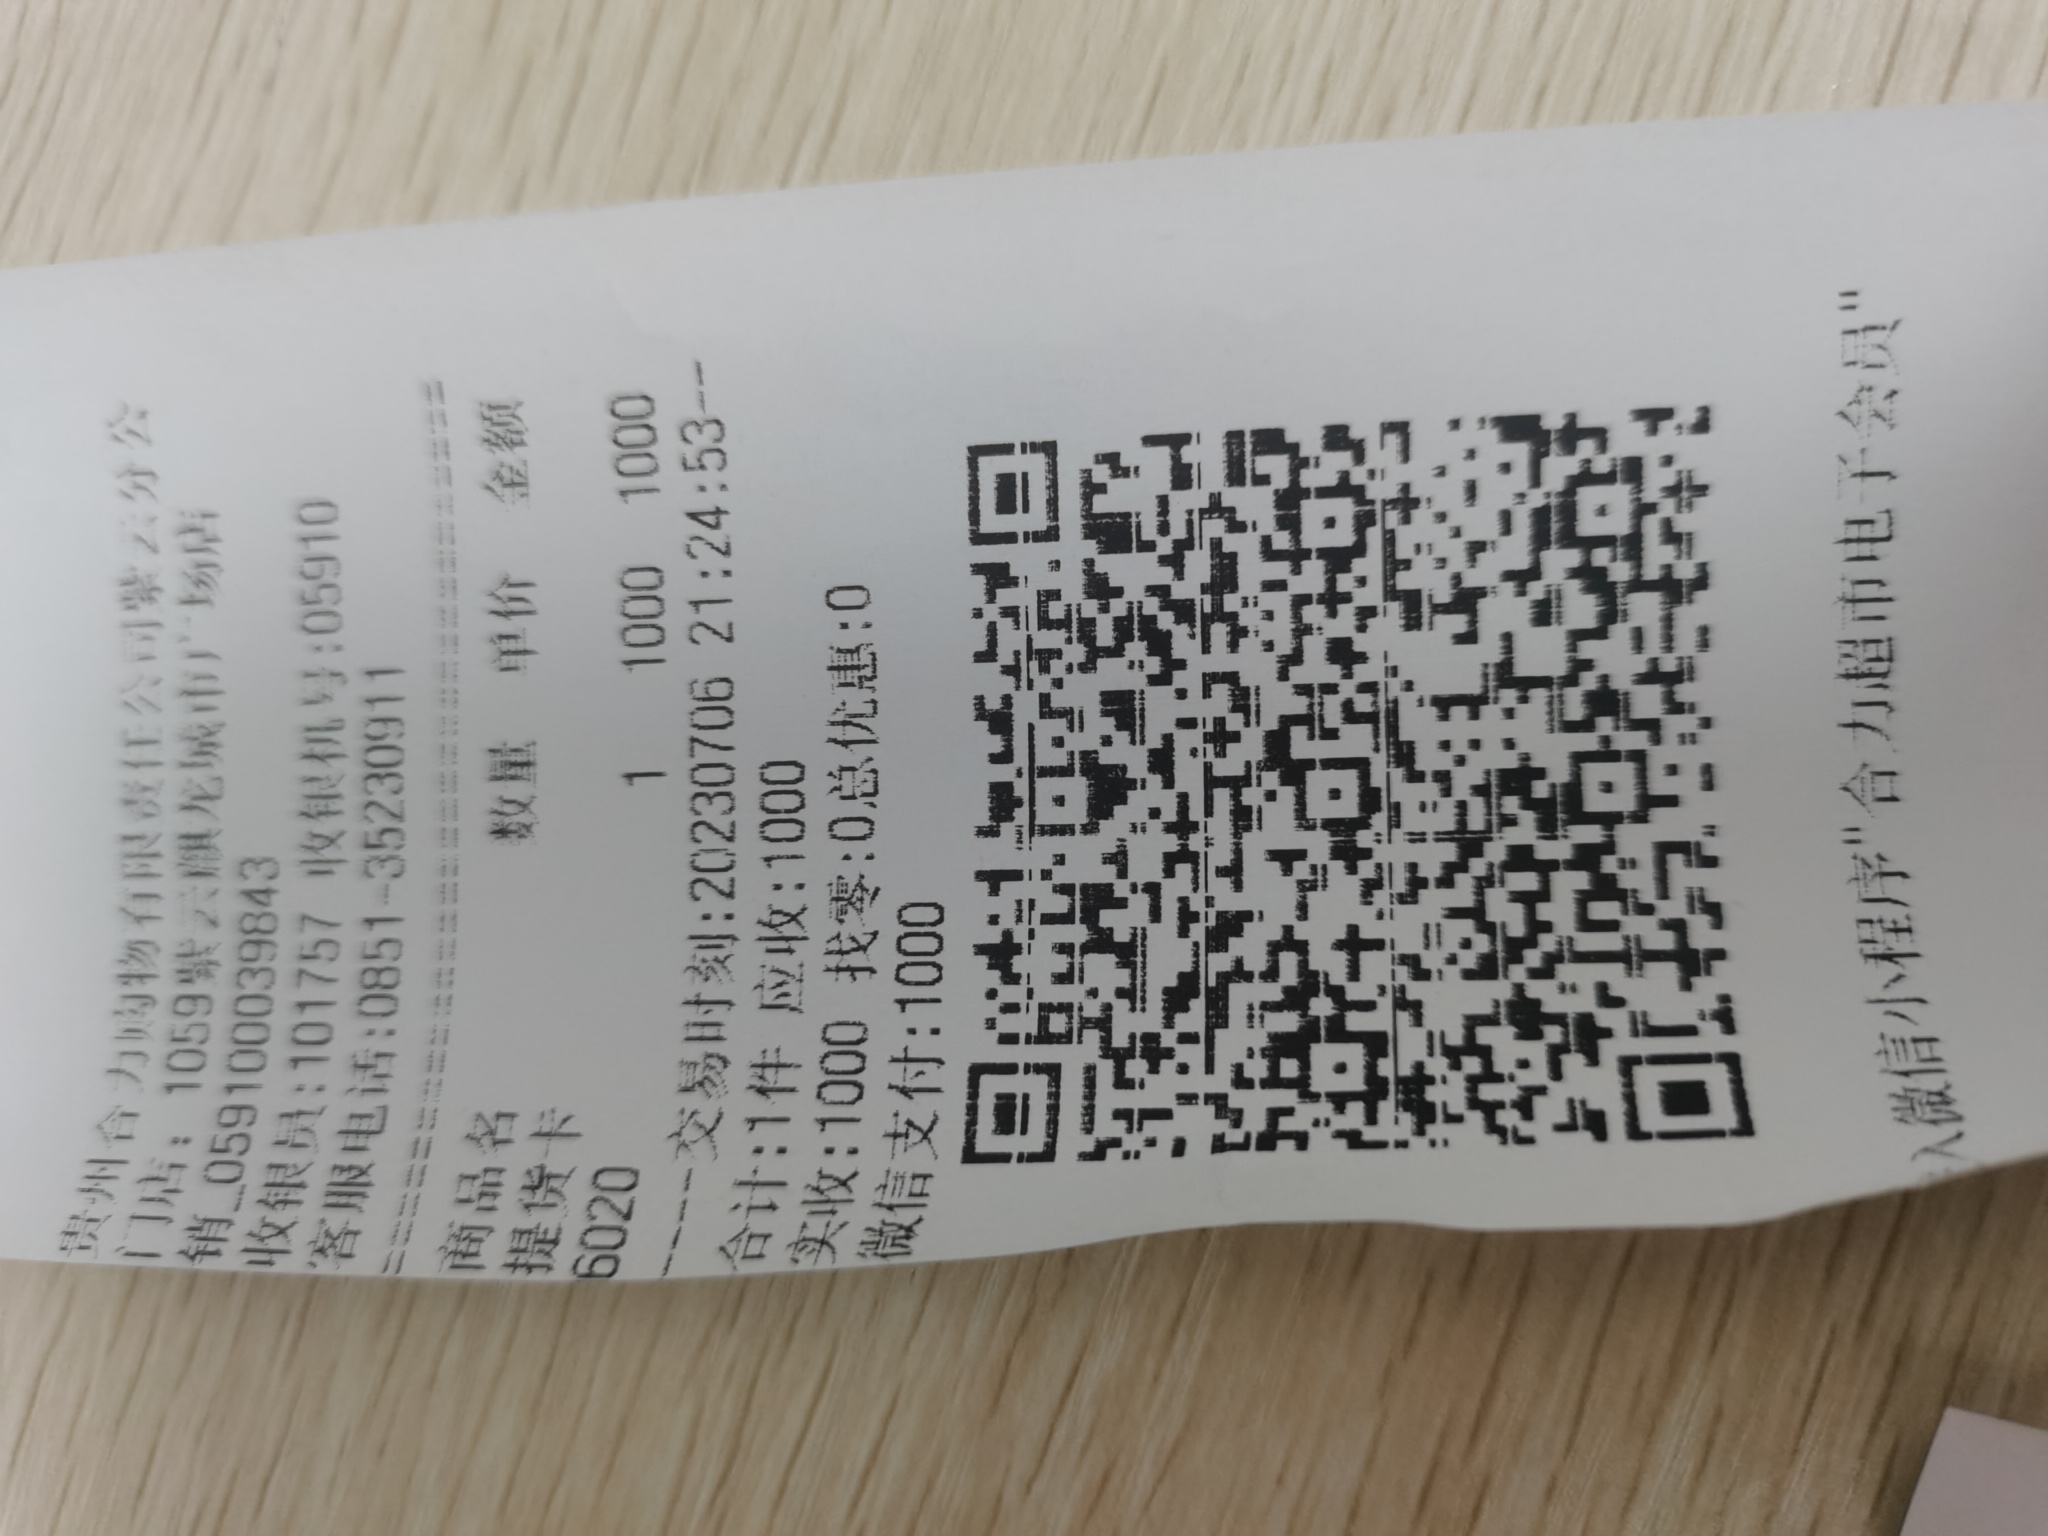 贵州合力购物有限责任公司紫云分公
门店: 1059紫云麒龙城市广场店
销_059100039843
收银员:101757 收银机号:05910
客服电话:0851-35230911
================================
商品名 数量 单价 金额
提货卡
6020 1 1000 1000
-----交易时刻:20230706 21:24:53--
合计:1件 应收:1000
实收:1000 找零:0总优惠:0
微信支付:1000
入微信小程序"合力超市电子会员"